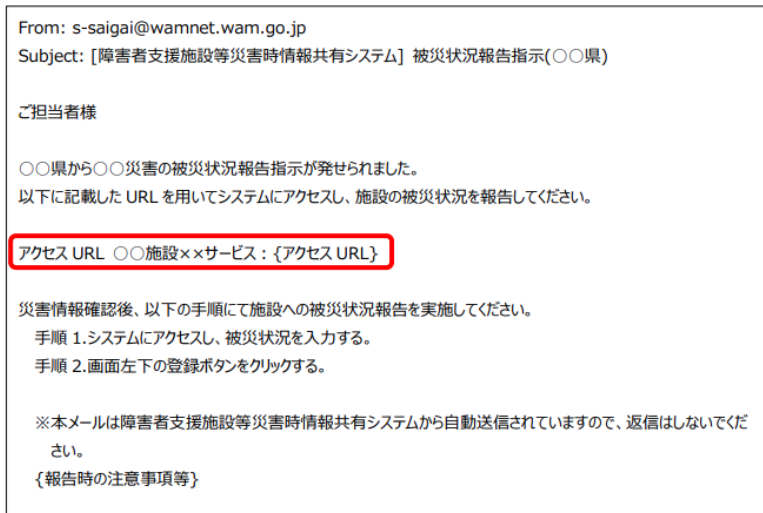 From: s-saigai@wamnet.wam.go.jp
Subject: [障害者支援施設等災害時情報共有システム] 被災状況報告指示(○○県)
ご担当者様
○○県から○○災害の被災状況報告指示が発せられました。
以下に記載した URL を用いてシステムにアクセスし、施設の被災状況を報告してください。
アクセス URL ○○施設××サービス：{アクセス URL}
災害情報確認後、以下の手順にて施設への被災状況報告を実施してください。
手順 1.システムにアクセスし、被災状況を入力する。
手順 2.画面左下の登録ボタンをクリックする。
※本メールは障害者支援施設等災害時情報共有システムから自動送信されていますので、返信はしないでくだ
さい。
{報告時の注意事項等}